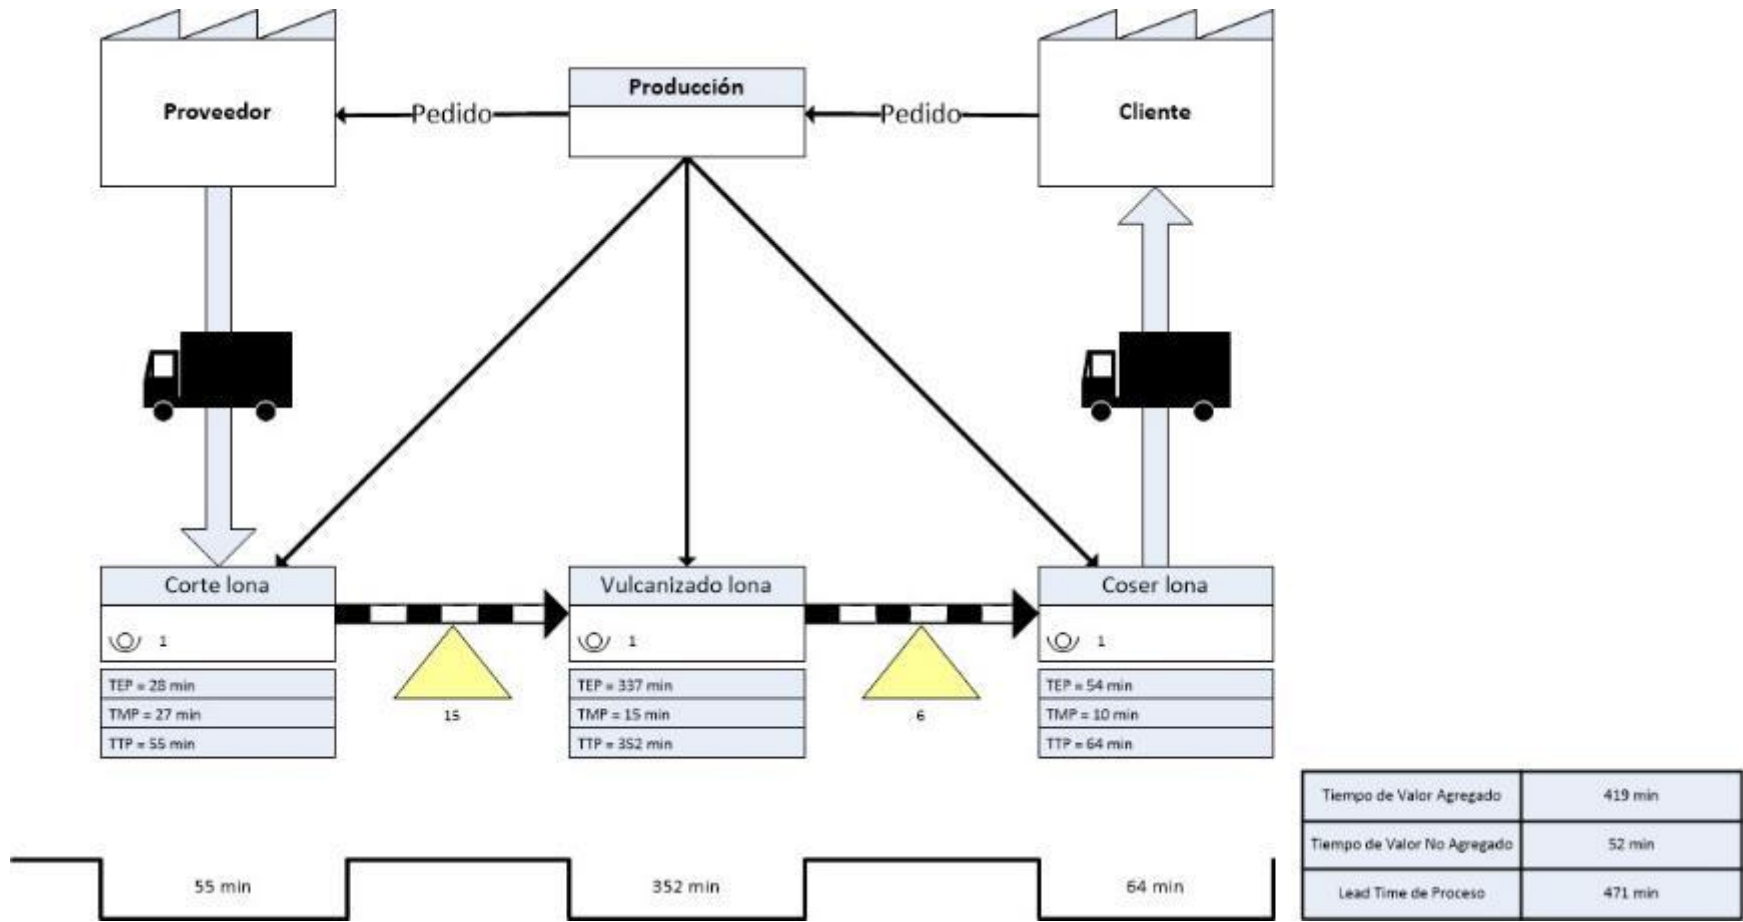 Proveedor
Pedido
Producción
Pedido
Cliente
Corte lona
1
TEP = 28 min
TMP = 27 min
TTP = 55 min
15
Vulcanizado lona
1
TEP = 337 min
TMP = 15 min
TTP = 352 min
6
Coser lona
1
TEP = 54 min
TMP = 10 min
TTP = 64 min
55 min
352 min
64 min
Tiempo de Valor Agregado 419 min
Tiempo de Valor No Agregado 52 min
Lead Time de Proceso 471 min